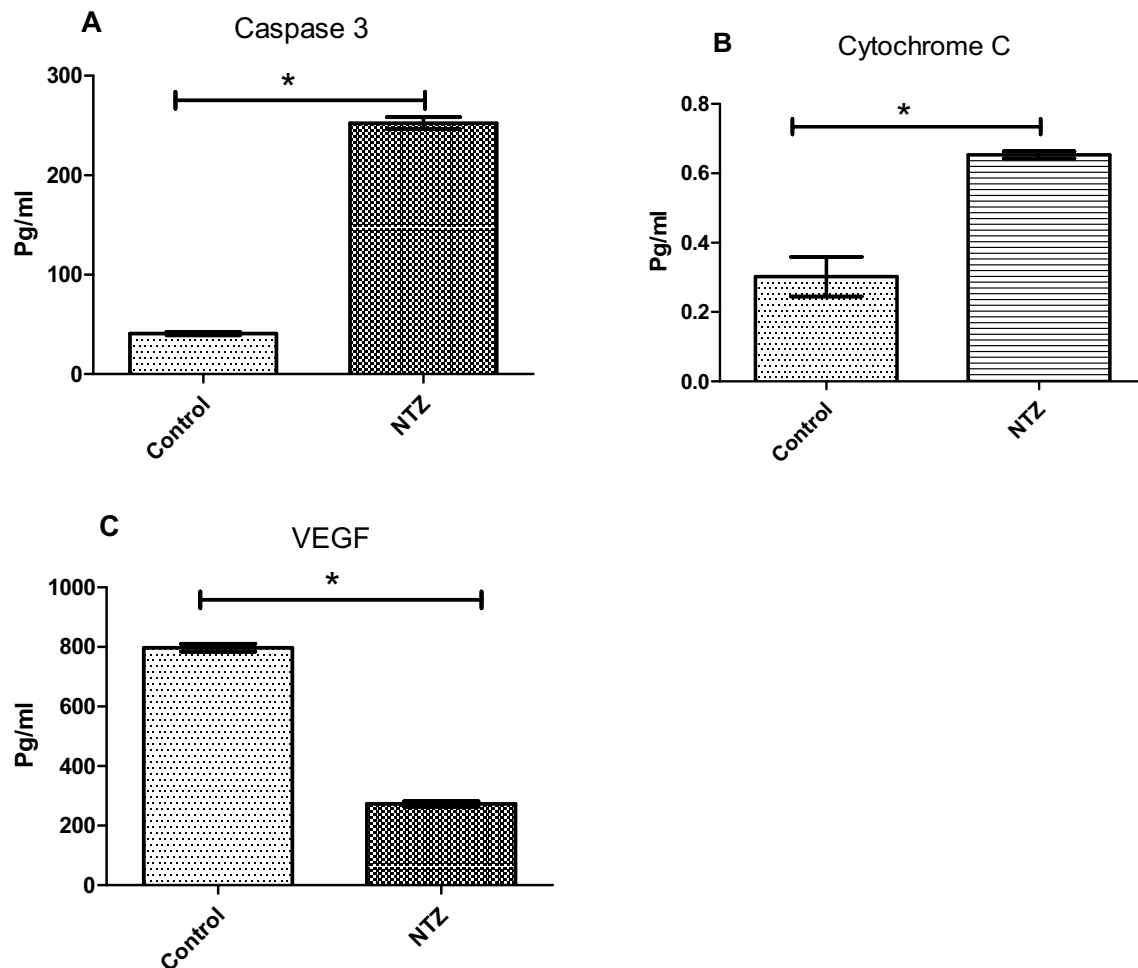 A
Caspase 3
*
300
200
100
0
Pg/ml
Control
NTZ
B
Cytochrome C
*
0.8
0.6
0.4
0.2
0.0
Pg/ml
Control
NTZ
C
VEGF
*
1000
800
600
400
200
0
Pg/ml
Control
NTZ